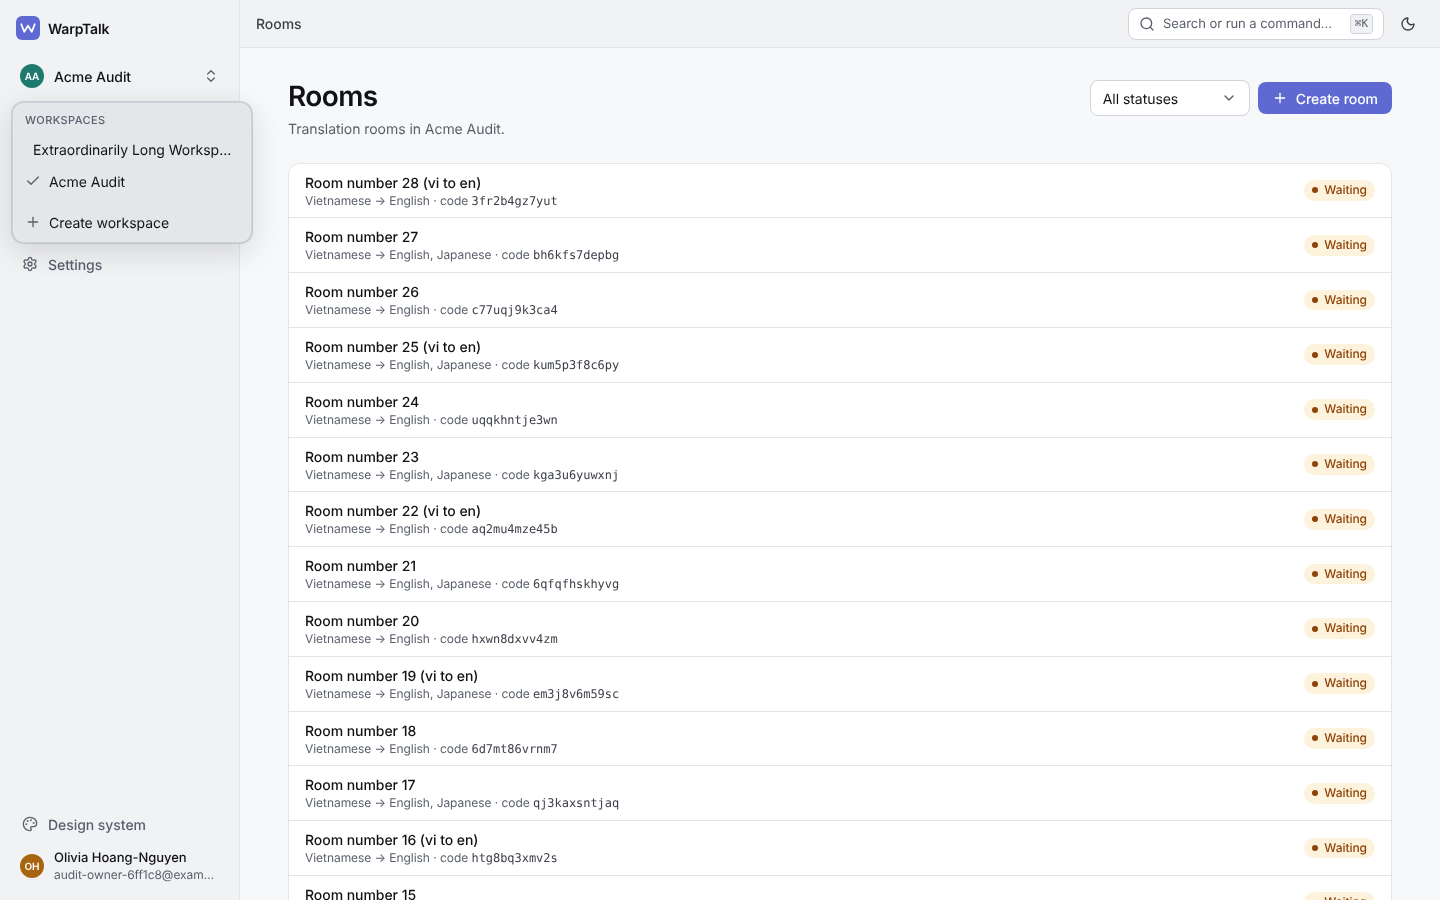 WarpTalk
AA Acme Audit
WORKSPACES
Extraordinarily Long Worksp...
Acme Audit
Create workspace
Settings
Design system
OH Olivia Hoang-Nguyen
audit-owner-6ff1c8@exam...
Rooms
Search or run a command... ⌘K
Rooms
Translation rooms in Acme Audit.
All statuses
Create room
Room number 28 (vi to en)
Vietnamese → English · code 3fr2b4gz7yut
Waiting
Room number 27
Vietnamese → English, Japanese · code bh6kfs7depbg
Waiting
Room number 26
Vietnamese → English · code c77uqj9k3ca4
Waiting
Room number 25 (vi to en)
Vietnamese → English, Japanese · code kum5p3f8c6py
Waiting
Room number 24
Vietnamese → English · code uqqkhntje3wn
Waiting
Room number 23
Vietnamese → English, Japanese · code kga3u6yuwxnj
Waiting
Room number 22 (vi to en)
Vietnamese → English · code aq2mu4mze45b
Waiting
Room number 21
Vietnamese → English, Japanese · code 6qfqfhskhyvg
Waiting
Room number 20
Vietnamese → English · code hxwn8dxvv4zm
Waiting
Room number 19 (vi to en)
Vietnamese → English, Japanese · code em3j8v6m59sc
Waiting
Room number 18
Vietnamese → English · code 6d7mt86vrnm7
Waiting
Room number 17
Vietnamese → English, Japanese · code qj3kaxsntjaq
Waiting
Room number 16 (vi to en)
Vietnamese → English · code htg8bq3xmv2s
Waiting
Room number 15
Waiting